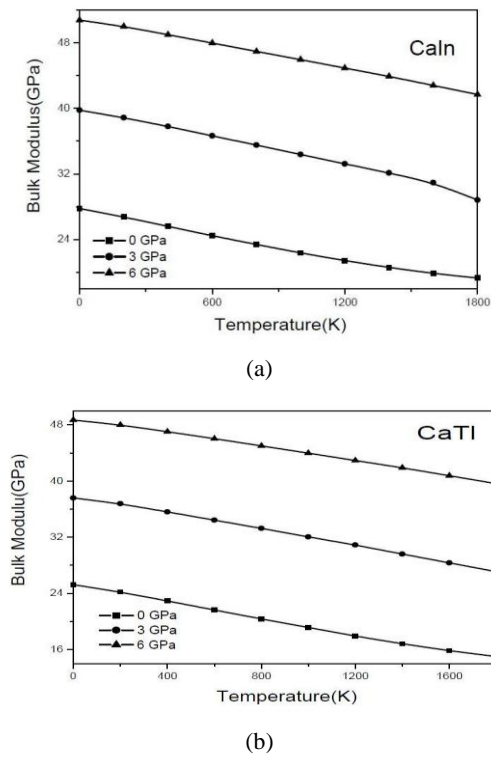 CaIn
Bulk Modulus(GPa)
48
40
32
24
0 GPa
3 GPa
6 GPa
0 600 1200 1800
Temperature(K)
(a)
CaTl
Bulk Modulu(GPa)
48
40
32
24
16
0 GPa
3 GPa
6 GPa
0 400 800 1200 1600
Temperature(K)
(b)